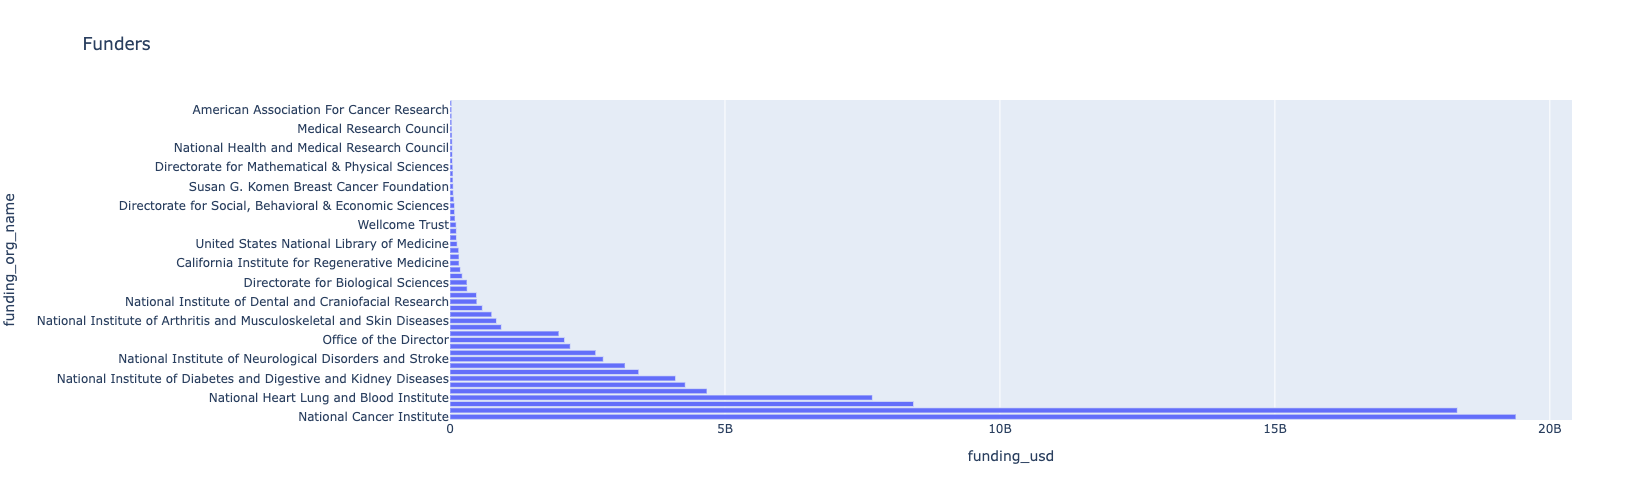 Funders
funding_org_name
American Association For Cancer Research
Medical Research Council
National Health and Medical Research Council
Directorate for Mathematical & Physical Sciences
Susan G. Komen Breast Cancer Foundation
Directorate for Social, Behavioral & Economic Sciences
Wellcome Trust
United States National Library of Medicine
California Institute for Regenerative Medicine
Directorate for Biological Sciences
National Institute of Dental and Craniofacial Research
National Institute of Arthritis and Musculoskeletal and Skin Diseases
Office of the Director
National Institute of Neurological Disorders and Stroke
National Institute of Diabetes and Digestive and Kidney Diseases
National Heart Lung and Blood Institute
National Cancer Institute
0 5B 10B 15B 20B
funding_usd